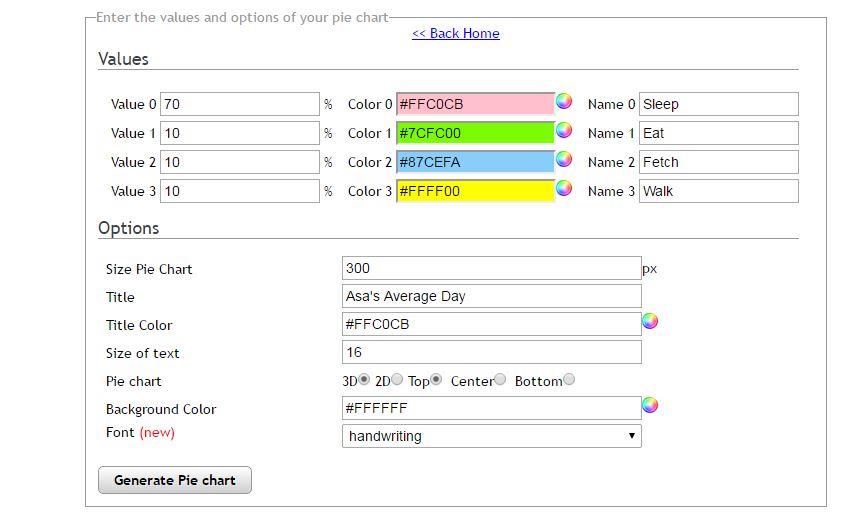 Enter the values and options of your pie chart
<< Back Home
Values
Value 0 70 % Color 0 #FFC0CB Name 0 Sleep
Value 1 10 % Color 1 #7CFC00 Name 1 Eat
Value 2 10 % Color 2 #87CEFA Name 2 Fetch
Value 3 10 % Color 3 #FFFF00 Name 3 Walk
Options
Size Pie Chart 300 px
Title Asa's Average Day
Title Color #FFC0CB
Size of text 16
Pie chart 3D 2D Top Center Bottom
Background Color #FFFFFF
Font (new) handwriting
Generate Pie chart